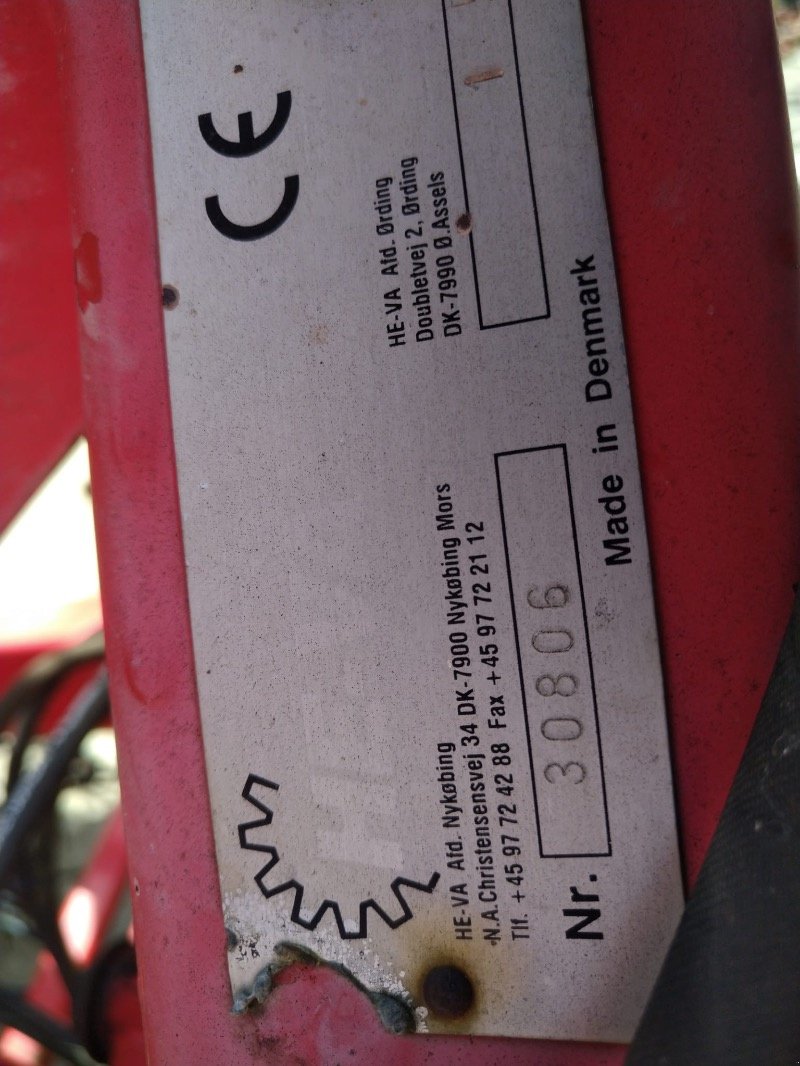 CE
HE-VA Afd. Nykøbing
N.A. Christensensvej 34 DK-7900 Nykøbing Mors
Tlf. +45 97 72 42 88 Fax +45 97 72 21 12
HE-VA Afd. Ørding
Doubletvej 2, Ørding
DK-7990 Ø.Assels
Nr. 30806
1
Made in Denmark